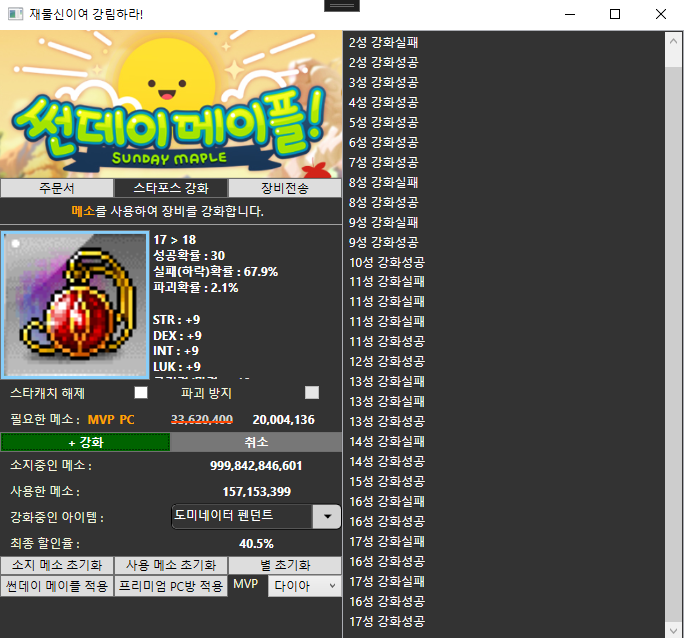 재물신이여 강림하라!
썬데이 메이플!
SUNDAY MAPLE
주문서 스타포스 강화 장비전송
메소를 사용하여 장비를 강화합니다.
17 > 18
성공확률 : 30
실패(하락)확률 : 67.9%
파괴확률 : 2.1%
STR : +9
DEX : +9
INT : +9
LUK : +9
스타캐치 해제 파괴 방지
필요한 메소 : MVP PC 33,620,400 20,004,136
+ 강화 취소
소지중인 메소 : 999,842,846,601
사용한 메소 : 157,153,399
강화중인 아이템 : 도미네이터 펜던트
최종 할인율 : 40.5%
소지 메소 초기화 사용 메소 초기화 별 초기화
썬데이 메이플 적용 프리미엄 PC방 적용 MVP 다이아
2성 강화실패
2성 강화성공
3성 강화성공
4성 강화성공
5성 강화성공
6성 강화성공
7성 강화성공
8성 강화실패
8성 강화성공
9성 강화실패
9성 강화성공
10성 강화성공
11성 강화실패
11성 강화실패
11성 강화실패
11성 강화성공
12성 강화성공
13성 강화실패
13성 강화실패
13성 강화성공
14성 강화실패
14성 강화성공
15성 강화성공
16성 강화실패
16성 강화성공
17성 강화실패
16성 강화성공
17성 강화실패
16성 강화성공
17성 강화성공